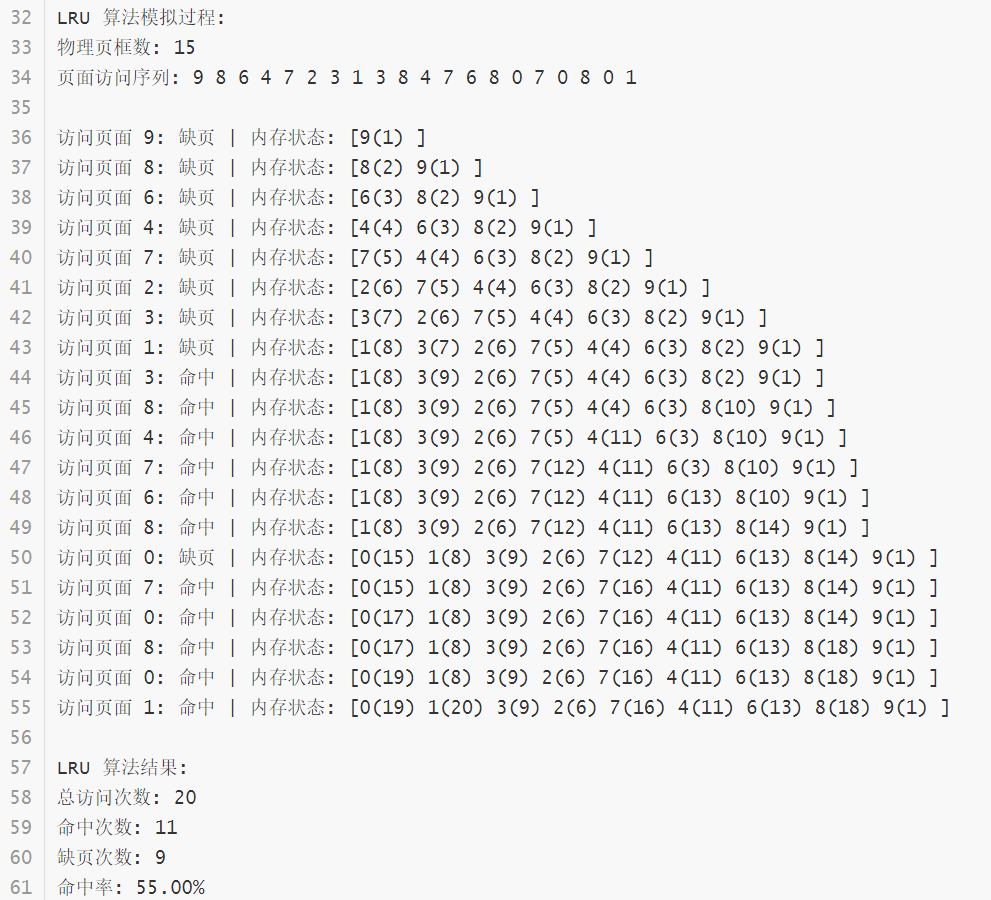 32 LRU 算法模拟过程:
33 物理页框数: 15
34 页面访问序列: 9 8 6 4 7 2 3 1 3 8 4 7 6 8 0 7 0 8 0 1
35
36 访问页面 9: 缺页 | 内存状态: [9(1) ]
37 访问页面 8: 缺页 | 内存状态: [8(2) 9(1) ]
38 访问页面 6: 缺页 | 内存状态: [6(3) 8(2) 9(1) ]
39 访问页面 4: 缺页 | 内存状态: [4(4) 6(3) 8(2) 9(1) ]
40 访问页面 7: 缺页 | 内存状态: [7(5) 4(4) 6(3) 8(2) 9(1) ]
41 访问页面 2: 缺页 | 内存状态: [2(6) 7(5) 4(4) 6(3) 8(2) 9(1) ]
42 访问页面 3: 缺页 | 内存状态: [3(7) 2(6) 7(5) 4(4) 6(3) 8(2) 9(1) ]
43 访问页面 1: 缺页 | 内存状态: [1(8) 3(7) 2(6) 7(5) 4(4) 6(3) 8(2) 9(1) ]
44 访问页面 3: 命中 | 内存状态: [1(8) 3(9) 2(6) 7(5) 4(4) 6(3) 8(2) 9(1) ]
45 访问页面 8: 命中 | 内存状态: [1(8) 3(9) 2(6) 7(5) 4(4) 6(3) 8(10) 9(1) ]
46 访问页面 4: 命中 | 内存状态: [1(8) 3(9) 2(6) 7(5) 4(11) 6(3) 8(10) 9(1) ]
47 访问页面 7: 命中 | 内存状态: [1(8) 3(9) 2(6) 7(12) 4(11) 6(3) 8(10) 9(1) ]
48 访问页面 6: 命中 | 内存状态: [1(8) 3(9) 2(6) 7(12) 4(11) 6(13) 8(10) 9(1) ]
49 访问页面 8: 命中 | 内存状态: [1(8) 3(9) 2(6) 7(12) 4(11) 6(13) 8(14) 9(1) ]
50 访问页面 0: 缺页 | 内存状态: [0(15) 1(8) 3(9) 2(6) 7(12) 4(11) 6(13) 8(14) 9(1) ]
51 访问页面 7: 命中 | 内存状态: [0(15) 1(8) 3(9) 2(6) 7(16) 4(11) 6(13) 8(14) 9(1) ]
52 访问页面 0: 命中 | 内存状态: [0(17) 1(8) 3(9) 2(6) 7(16) 4(11) 6(13) 8(14) 9(1) ]
53 访问页面 8: 命中 | 内存状态: [0(17) 1(8) 3(9) 2(6) 7(16) 4(11) 6(13) 8(18) 9(1) ]
54 访问页面 0: 命中 | 内存状态: [0(19) 1(8) 3(9) 2(6) 7(16) 4(11) 6(13) 8(18) 9(1) ]
55 访问页面 1: 命中 | 内存状态: [0(19) 1(20) 3(9) 2(6) 7(16) 4(11) 6(13) 8(18) 9(1) ]
56
57 LRU 算法结果:
58 总访问次数: 20
59 命中次数: 11
60 缺页次数: 9
61 命中率: 55.00%